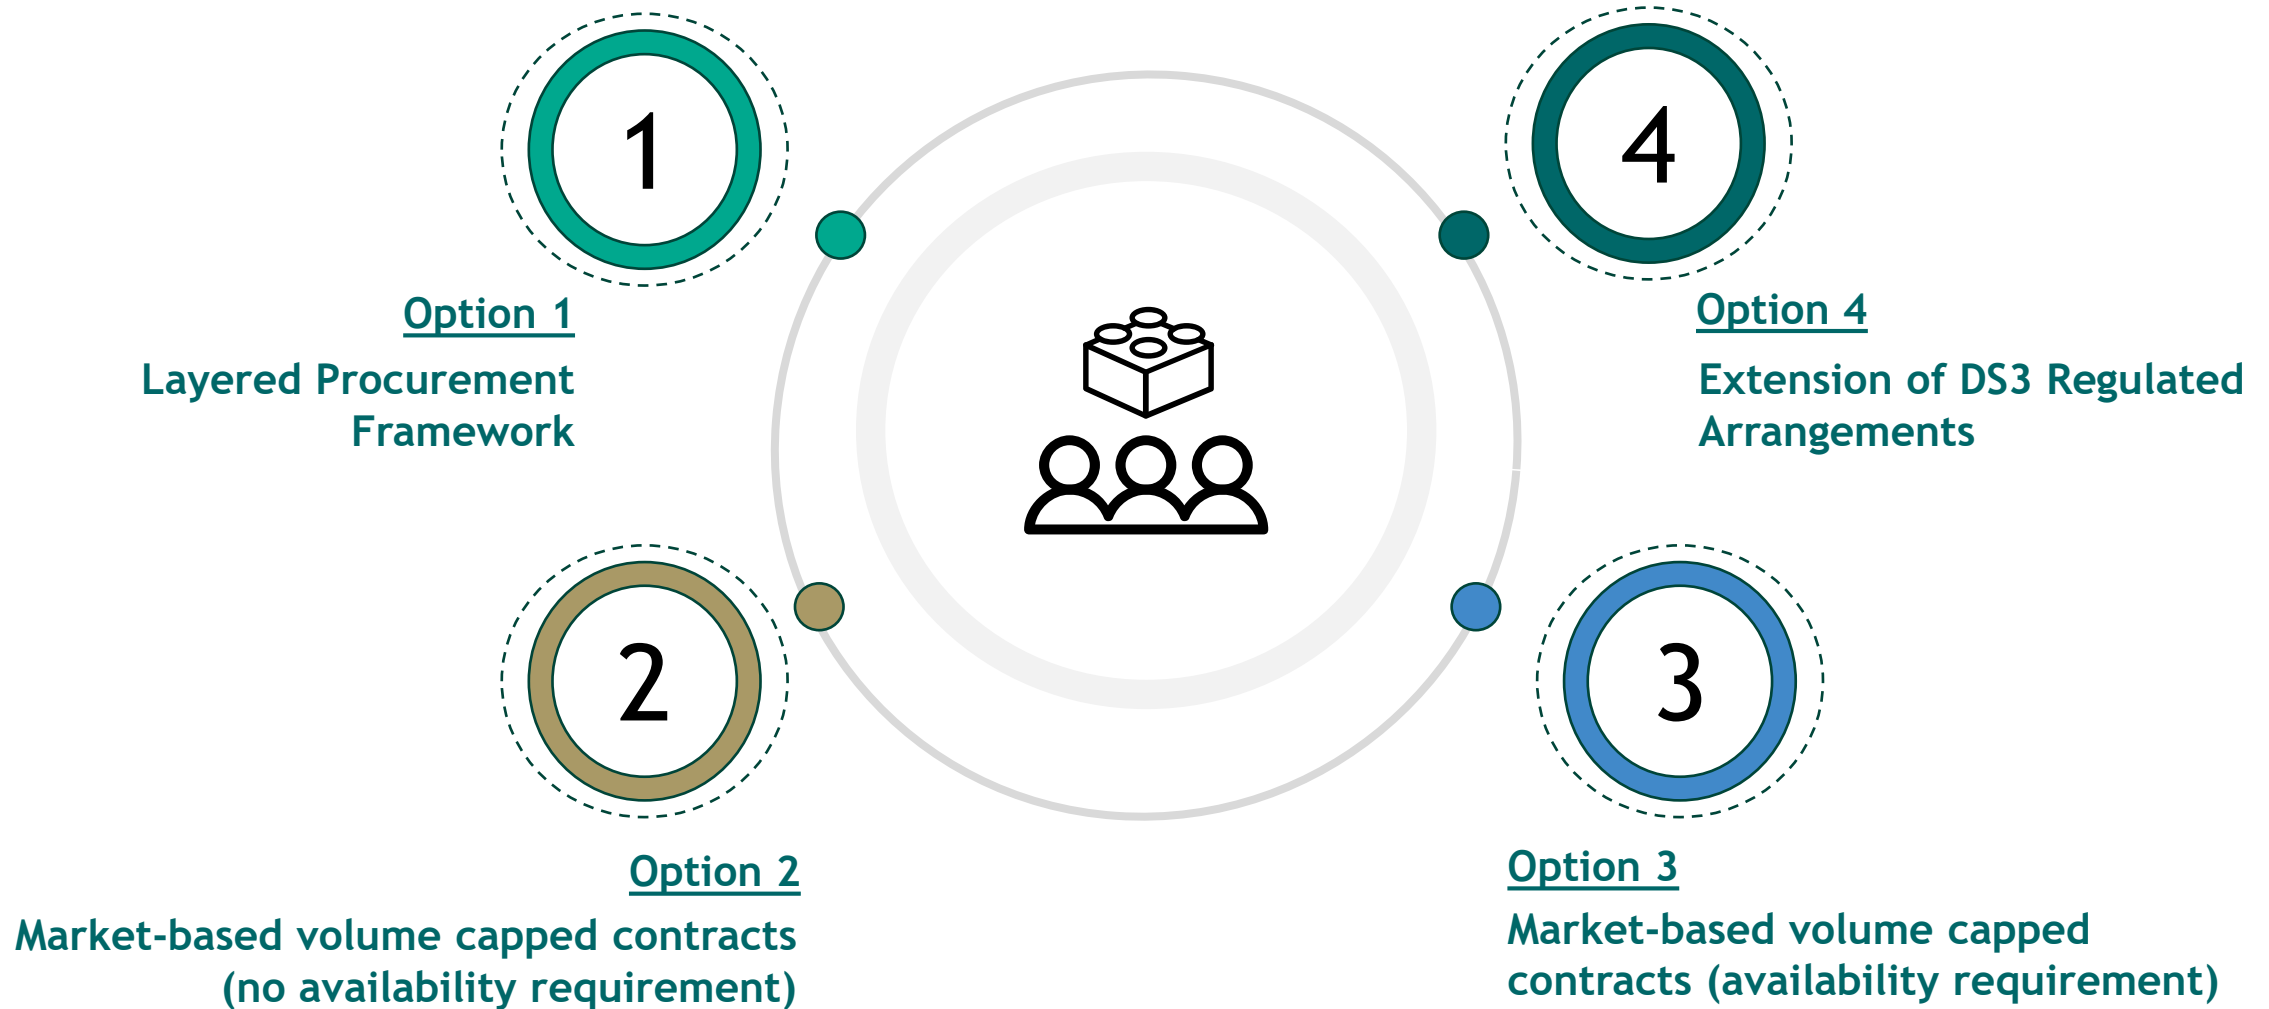 1
Option 1
Layered Procurement
Framework
2
Option 2
Market-based volume capped contracts
(no availability requirement)
3
Option 3
Market-based volume capped
contracts (availability requirement)
4
Option 4
Extension of DS3 Regulated
Arrangements